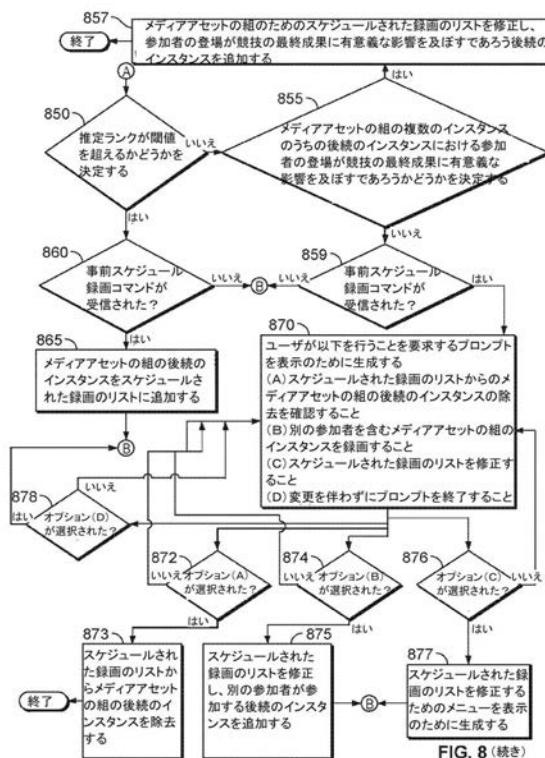 857
メディアアセットの組のためのスケジュールされた録画のリストを修正し、
参加者の登場が競技の最終成果に有意義な影響を及ぼすであろう後続の
インスタンスを追加する
終了
A
はい
850
推定ランクが閾値
を超えるかどうかを
決定する
いいえ
855
メディアアセットの組の複数のインスタンス
のうちの後続のインスタンスにおける参加
者の登場が競技の最終成果に有意義な
影響を及ぼすであろうかどうかを決定する
はい
いいえ
860
事前スケジュール
録画コマンドが
受信された?
いいえ
B
いいえ
859
事前スケジュール
録画コマンドが
受信された?
はい
はい
865
メディアアセットの組の後続の
インスタンスをスケジュールさ
れた録画のリストに追加する
B
870
ユーザが以下を行うことを要求するプロンプト
を表示のために生成する
(A)スケジュールされた録画のリストからのメ
ディアアセットの組の後続のインスタンスの除
去を確認すること
(B)別の参加者を含むメディアアセットの組の
インスタンスを録画すること
(C)スケジュールされた録画のリストを修正す
ること
(D)変更を伴わずにプロンプトを終了すること
878
いいえ
はい
オプション(D)
が選択された?
872
いいえ
オプション(A)
が選択された?
はい
874
いいえ
オプション(B)
が選択された?
はい
876
オプション(C)
が選択された?
いいえ
はい
873
スケジュールされ
た録画のリストか
らメディアアセット
の組の後続のイ
ンスタンスを除去
する
終了
875
スケジュールされた
録画のリストを修正
し、別の参加者が参
加する後続のインス
タンスを追加する
B
877
スケジュールされた録
画のリストを修正する
ためのメニューを表示
のために生成する
FIG. 8 (続き)